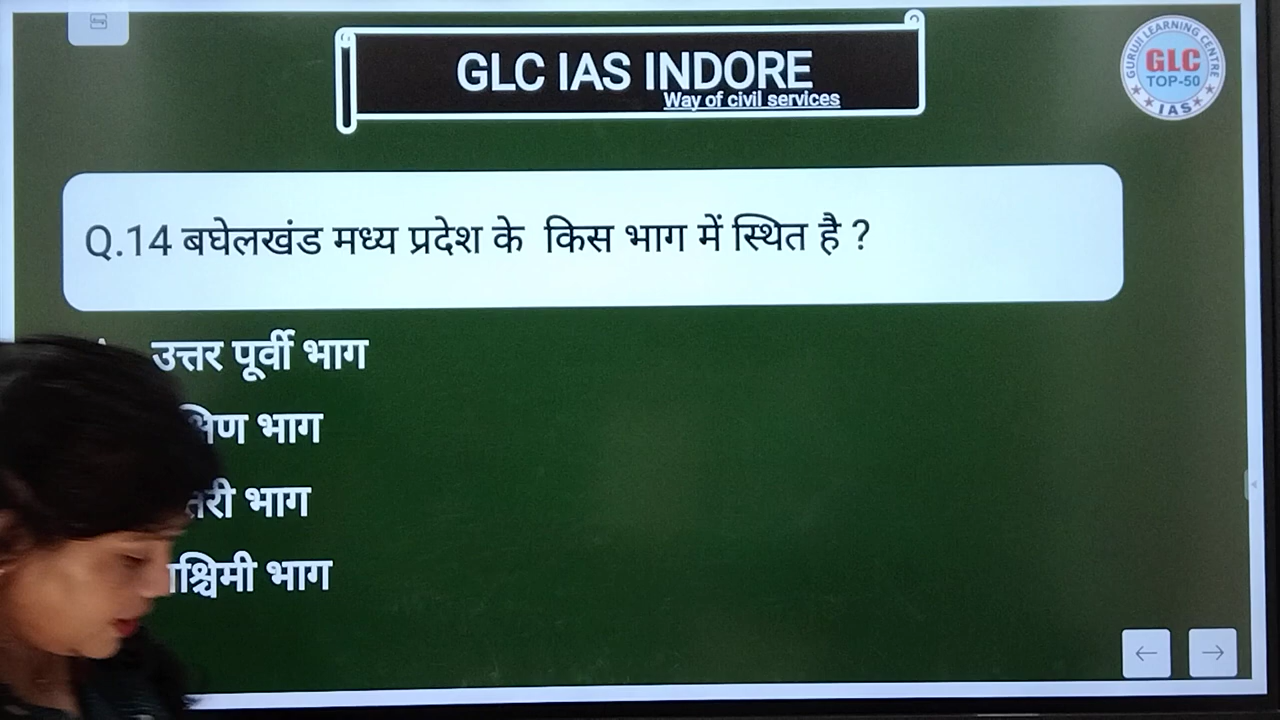 GLC IAS INDORE
Way of civil services
GURUJI LEARNING CENTRE
GLC
TOP-50
IAS
Q.14 बघेलखंड मध्य प्रदेश के किस भाग में स्थित है ?
उत्तर पूर्वी भाग
भाग
भाग
भाग